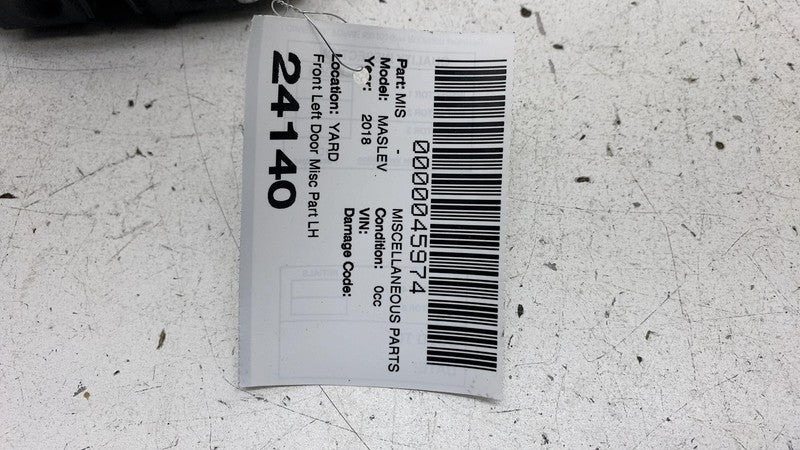 0000045974
Part: MIS - MISCELLANEOUS PARTS
Model: MASLEV Condition: 0cc
Year: 2018 VIN:
Damage Code:
Location: YARD
Front Left Door Misc Part LH
24140